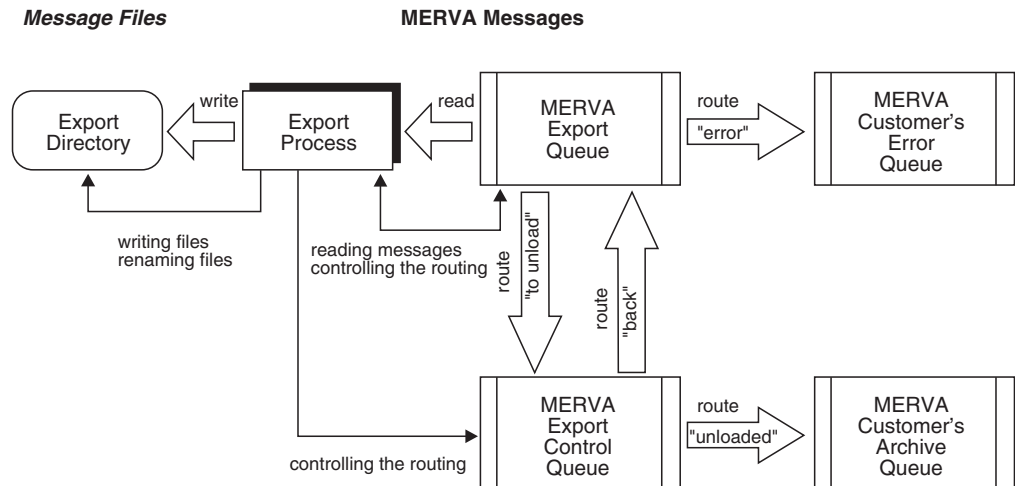 Message Files
MERVA Messages
Export
Directory
write
Export
Process
read
MERVA
Export
Queue
route
"error"
MERVA
Customer's
Error
Queue
writing files
renaming files
reading messages
controlling the routing
route
"to unload"
route
"back"
controlling the routing
MERVA
Export
Control
Queue
route
"unloaded"
MERVA
Customer's
Archive
Queue